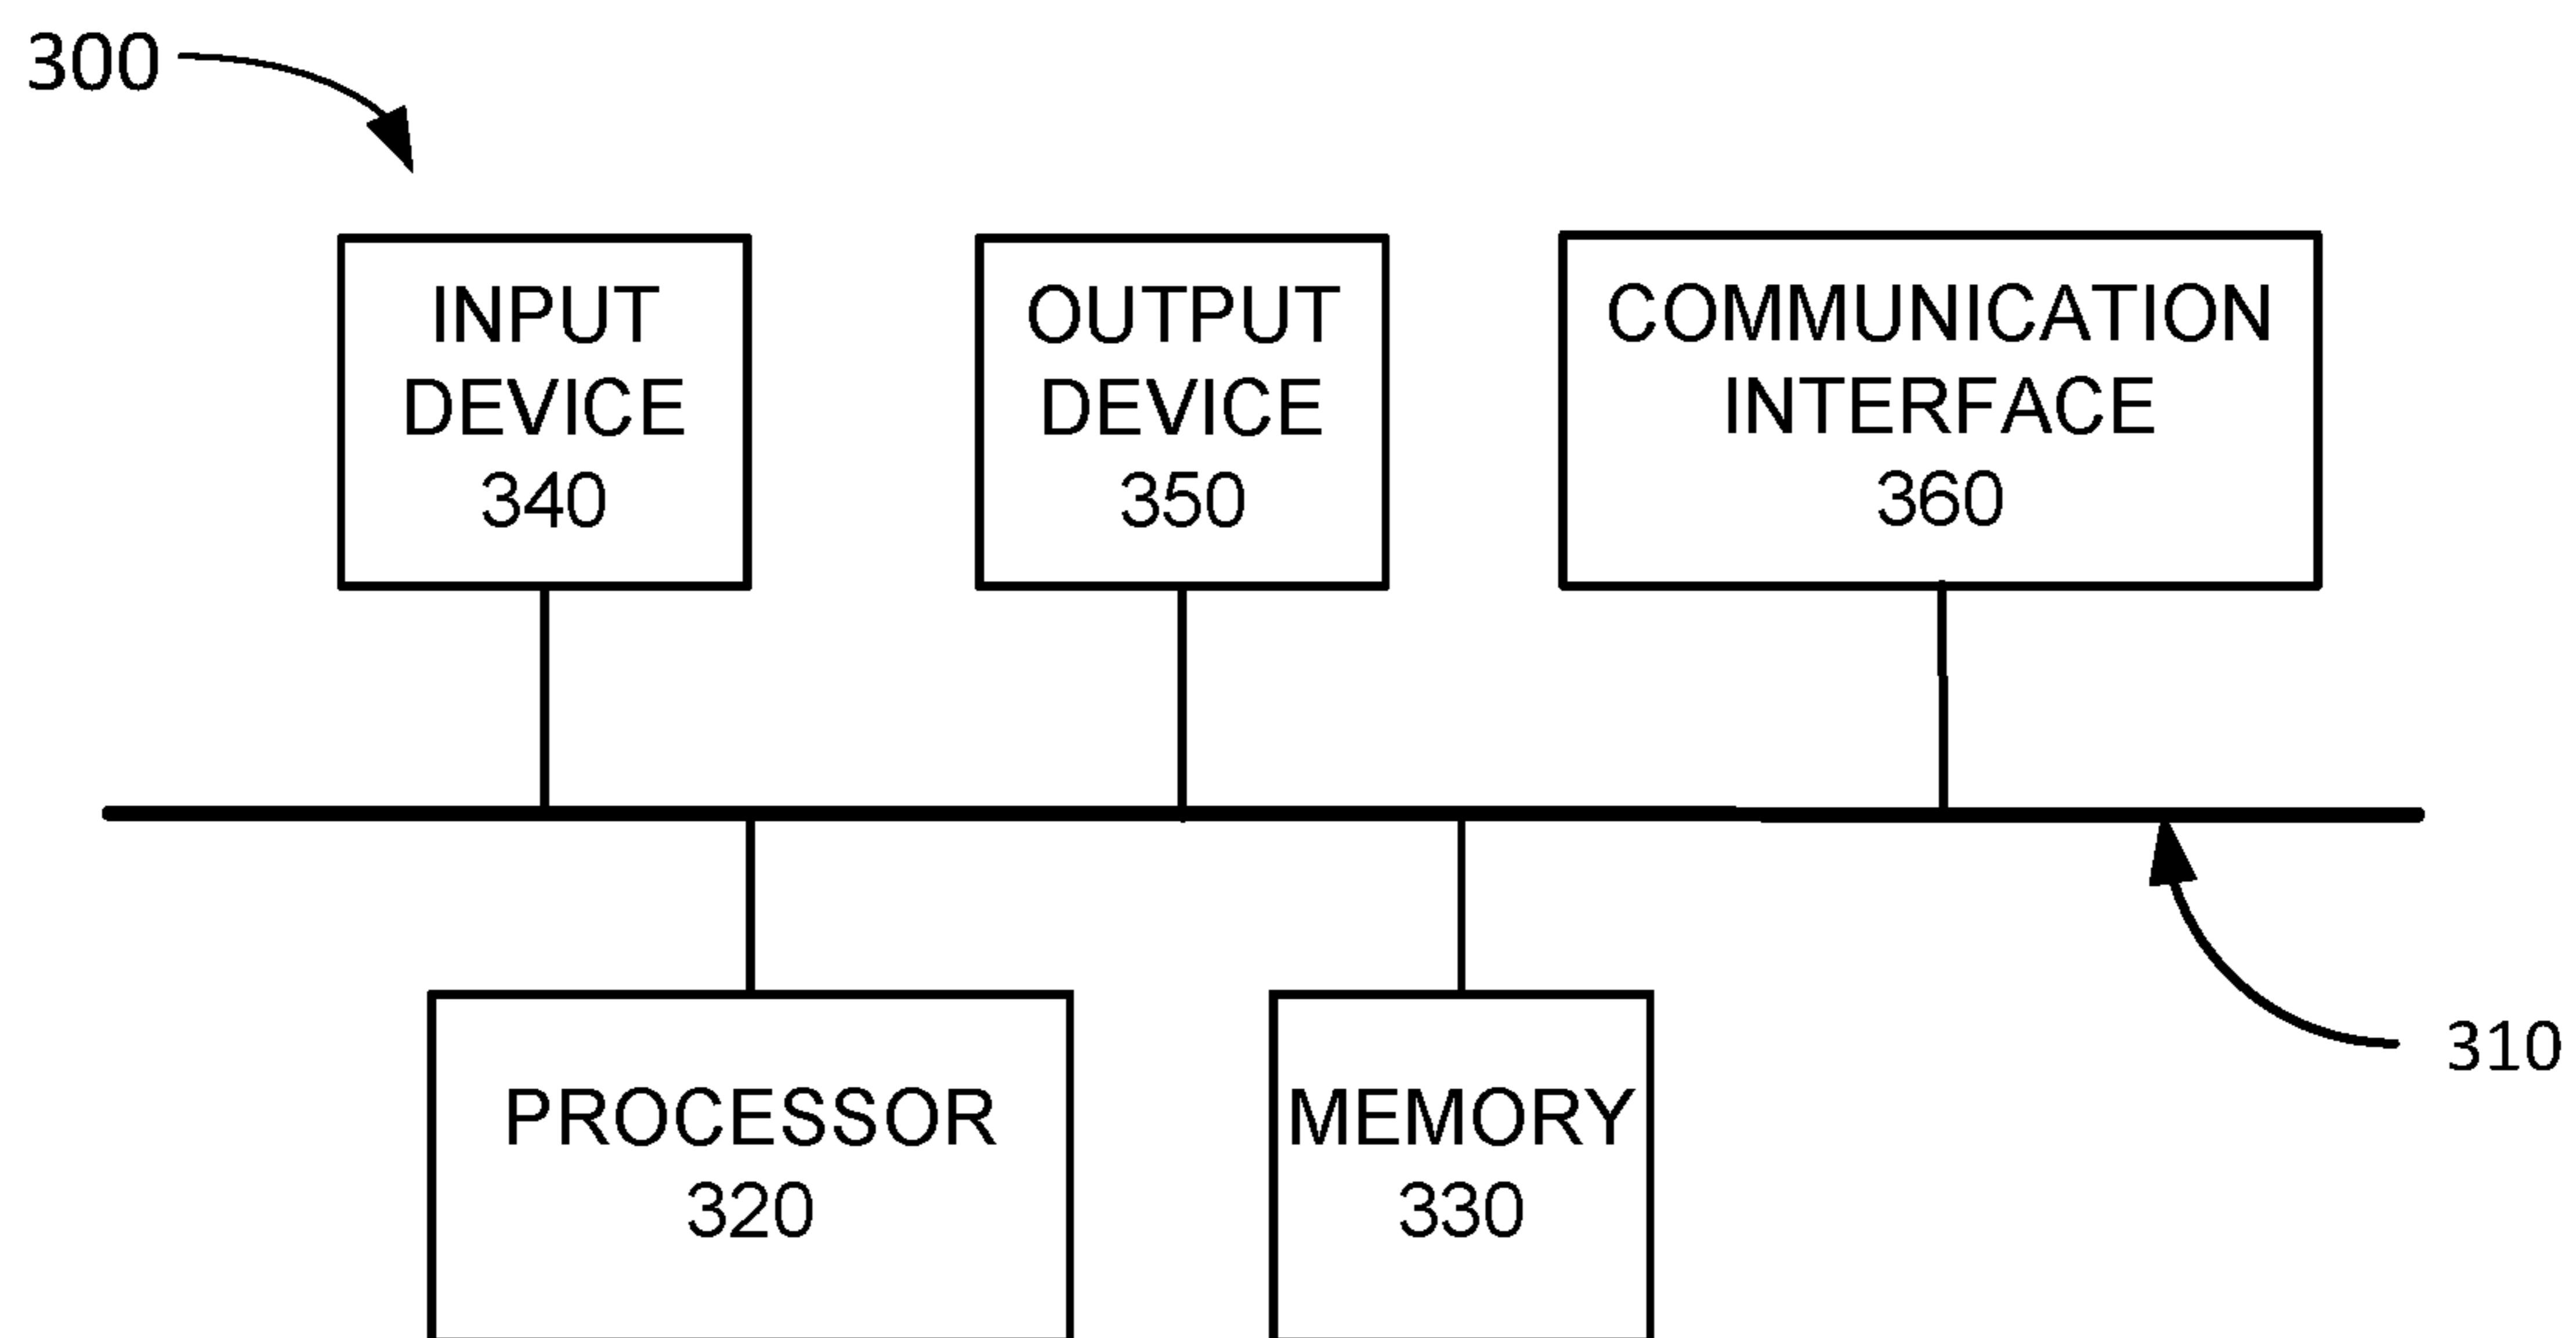 300
INPUT
DEVICE
340
OUTPUT
DEVICE
350
COMMUNICATION
INTERFACE
360
PROCESSOR
320
MEMORY
330
310